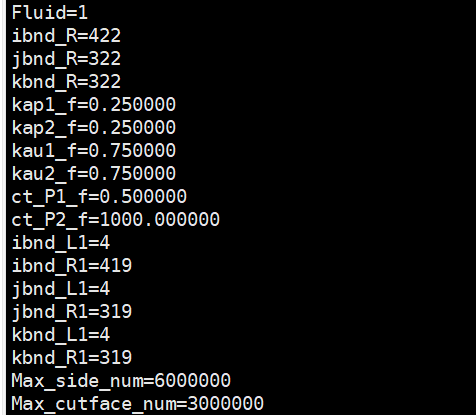 Fluid=1
ibnd_R=422
jbnd_R=322
kbnd_R=322
kap1_f=0.250000
kap2_f=0.250000
kau1_f=0.750000
kau2_f=0.750000
ct_P1_f=0.500000
ct_P2_f=1000.000000
ibnd_L1=4
ibnd_R1=419
jbnd_L1=4
jbnd_R1=319
kbnd_L1=4
kbnd_R1=319
Max_side_num=6000000
Max_cutface_num=3000000